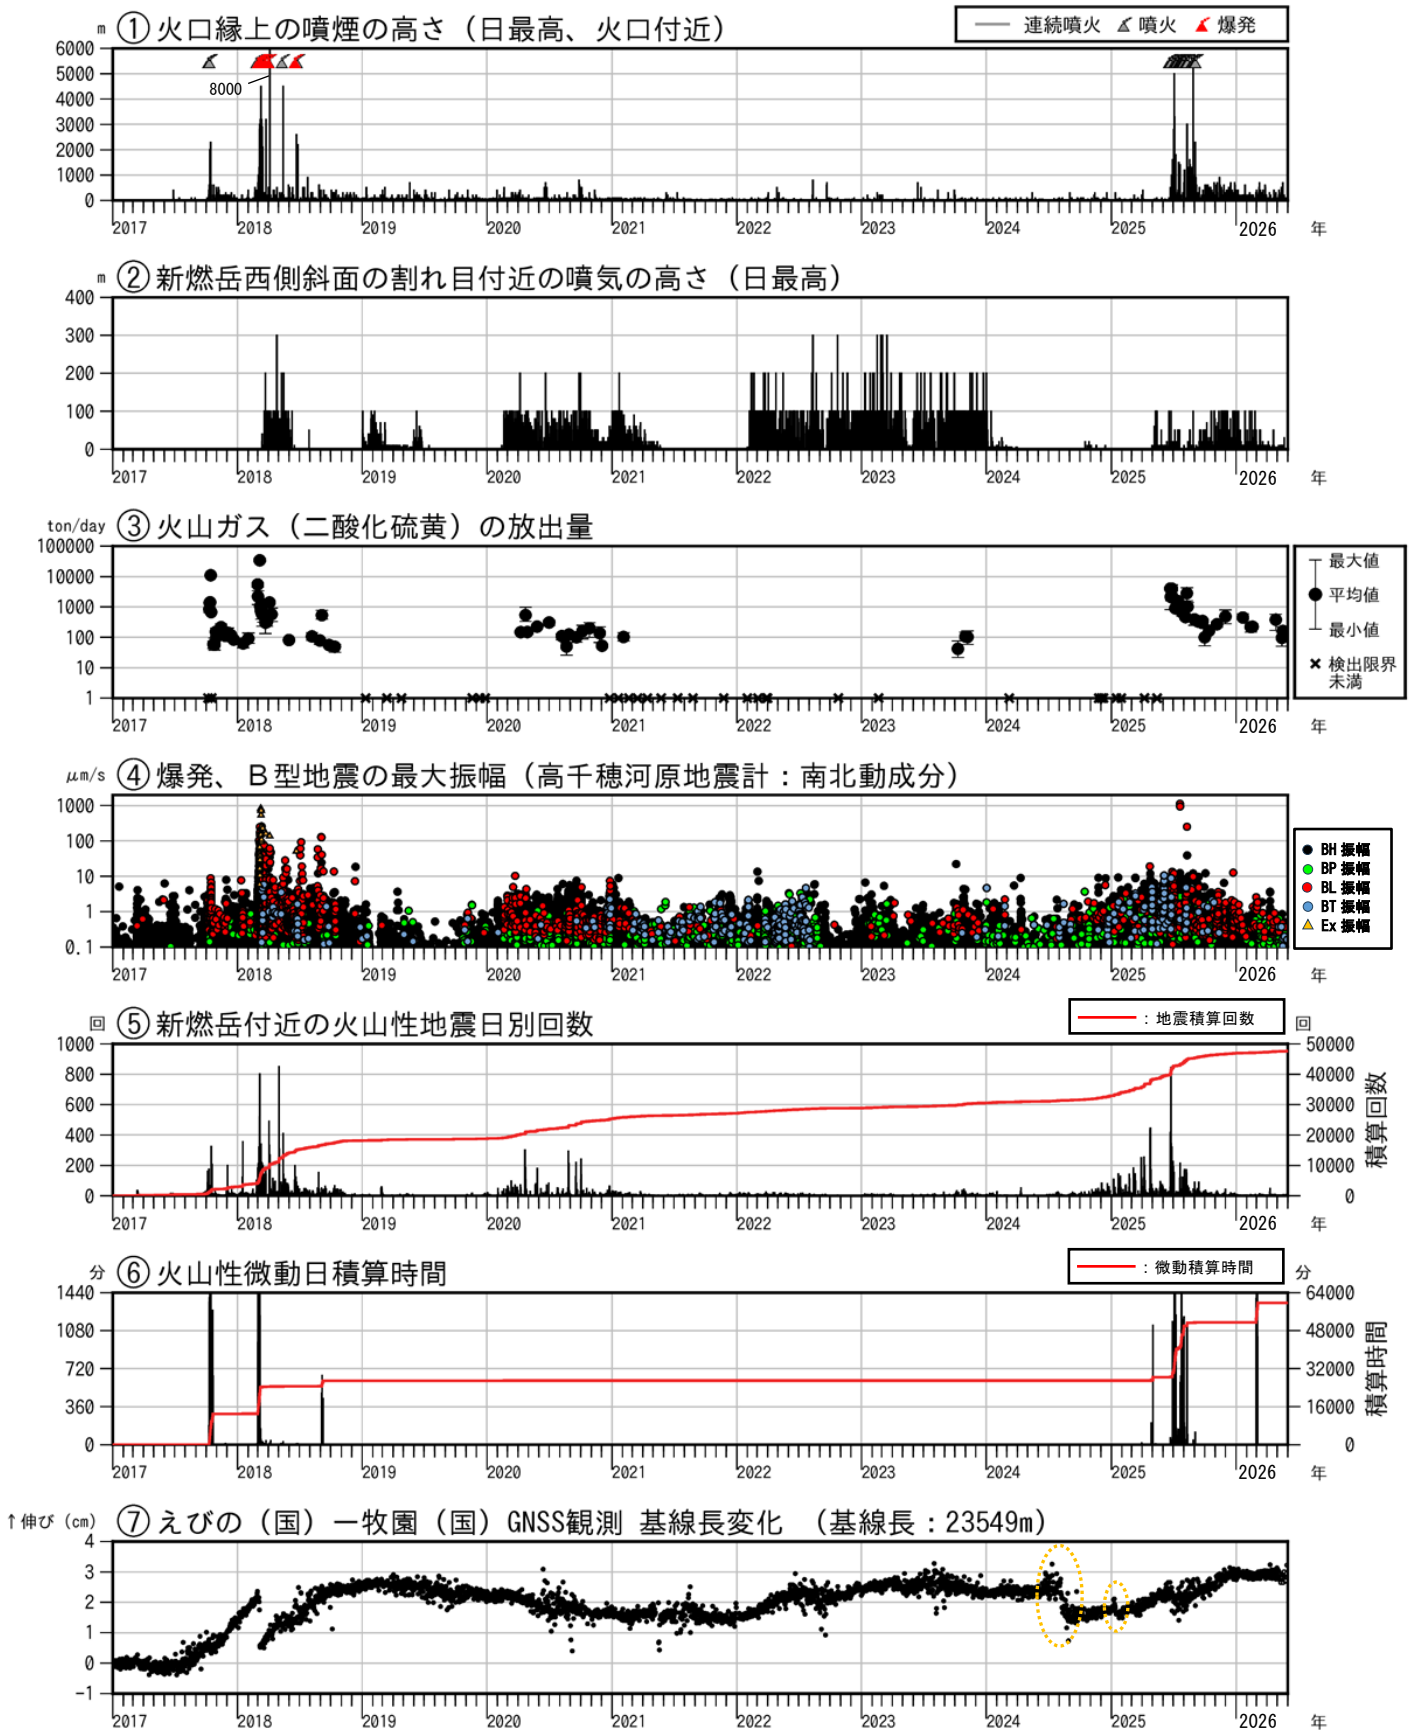 m ①火口縁上の噴煙の高さ（日最高、火口付近）
連続噴火 噴火 爆発
6000
5000
4000
3000
2000
1000
0
8000
2017 2018 2019 2020 2021 2022 2023 2024 2025 2026 年
m ②新燃岳西側斜面の割れ目付近の噴気の高さ（日最高）
400
300
200
100
0
2017 2018 2019 2020 2021 2022 2023 2024 2025 2026 年
ton/day ③火山ガス（二酸化硫黄）の放出量
100000
10000
1000
100
10
1
最大値
平均値
最小値
検出限界
未満
2017 2018 2019 2020 2021 2022 2023 2024 2025 2026 年
μm/s ④爆発、Ｂ型地震の最大振幅（高千穂河原地震計：南北動成分）
1000
100
10
1
0.1
BH 振幅
BP 振幅
BL 振幅
BT 振幅
Ex 振幅
2017 2018 2019 2020 2021 2022 2023 2024 2025 2026 年
回 ⑤新燃岳付近の火山性地震日別回数
：地震積算回数 回
1000 50000
800 40000
600 30000
400 20000
200 10000
0 0
積算回数
2017 2018 2019 2020 2021 2022 2023 2024 2025 2026 年
分 ⑥火山性微動日積算時間
：微動積算時間 分
1440 64000
1080 48000
720 32000
360 16000
0 0
積算時間
2017 2018 2019 2020 2021 2022 2023 2024 2025 2026 年
↑伸び（cm） ⑦えびの（国）－牧園（国）GNSS観測 基線長変化 （基線長：23549m）
4
3
2
1
0
-1
2017 2018 2019 2020 2021 2022 2023 2024 2025 2026 年